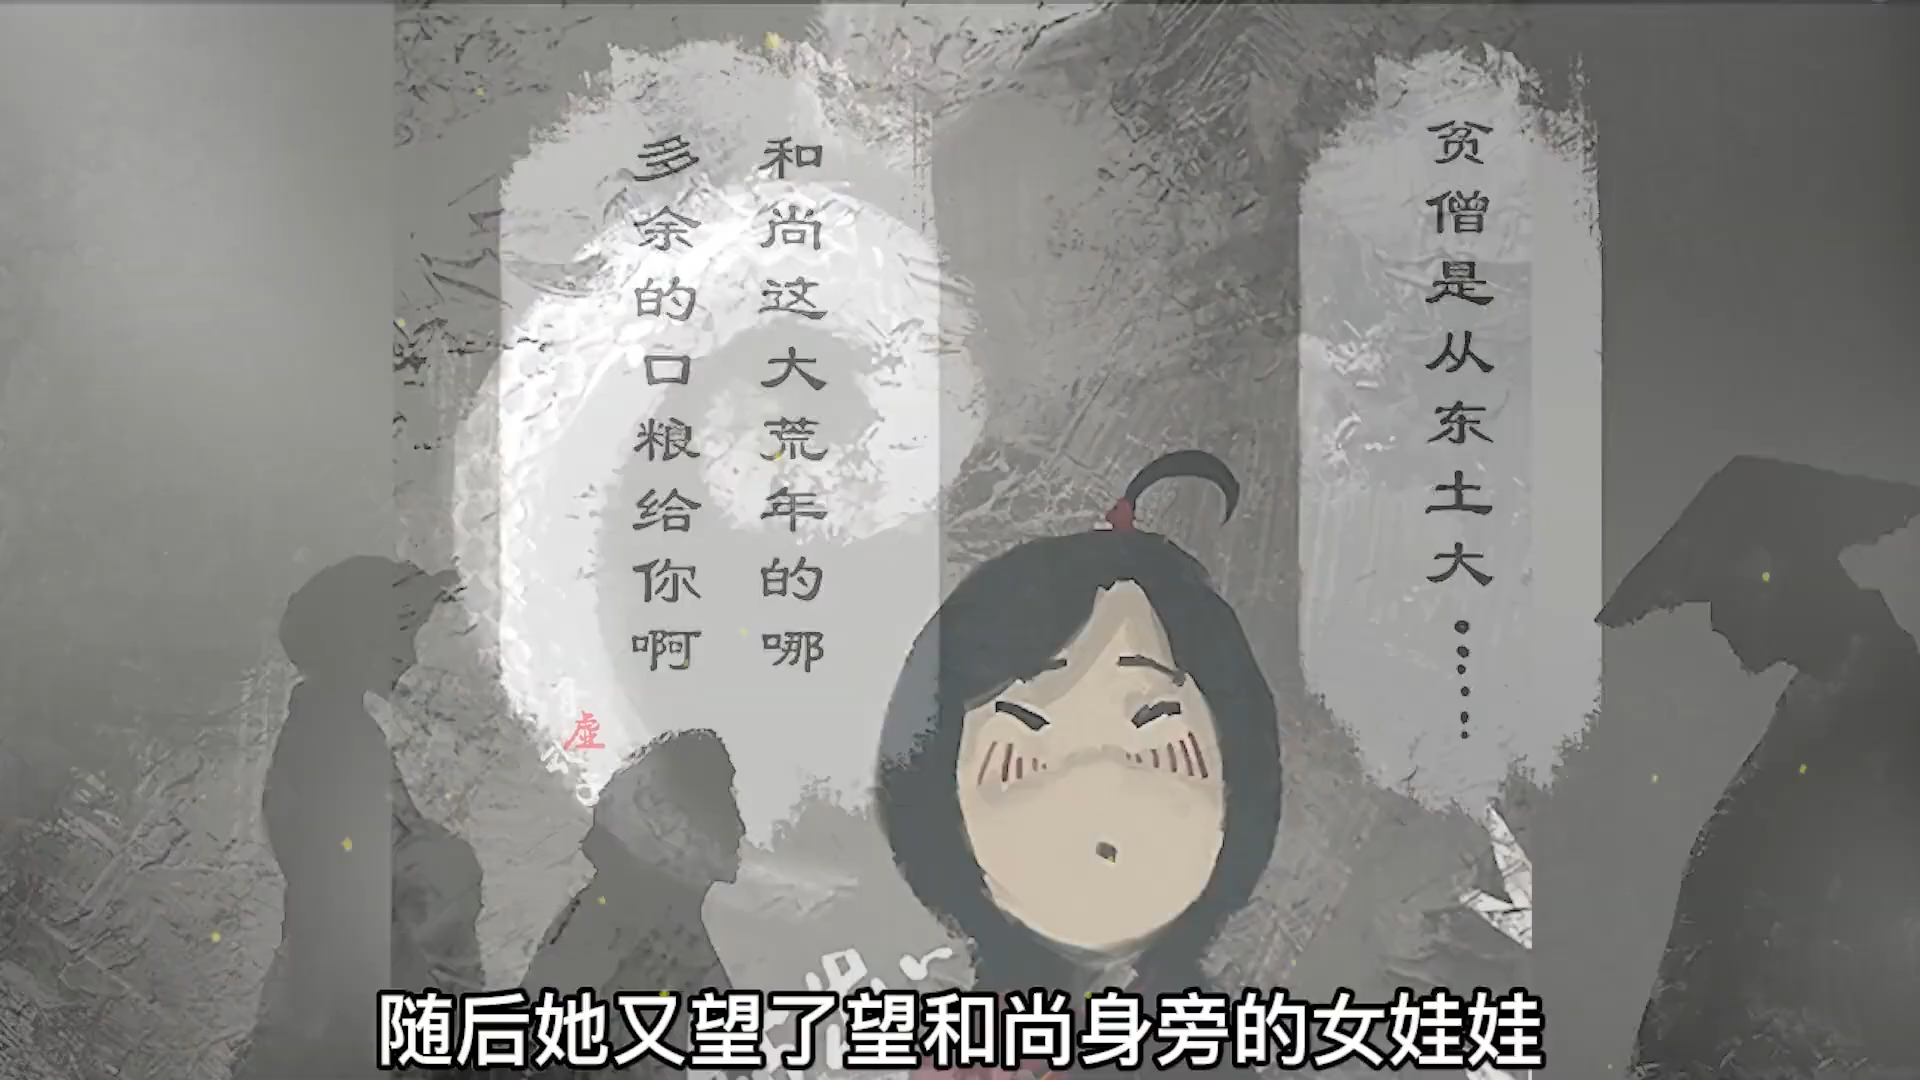 贫僧是从东土大……
和尚这大荒年的哪
多余的口粮给你啊
虚
随后她又望了望和尚身旁的女娃娃